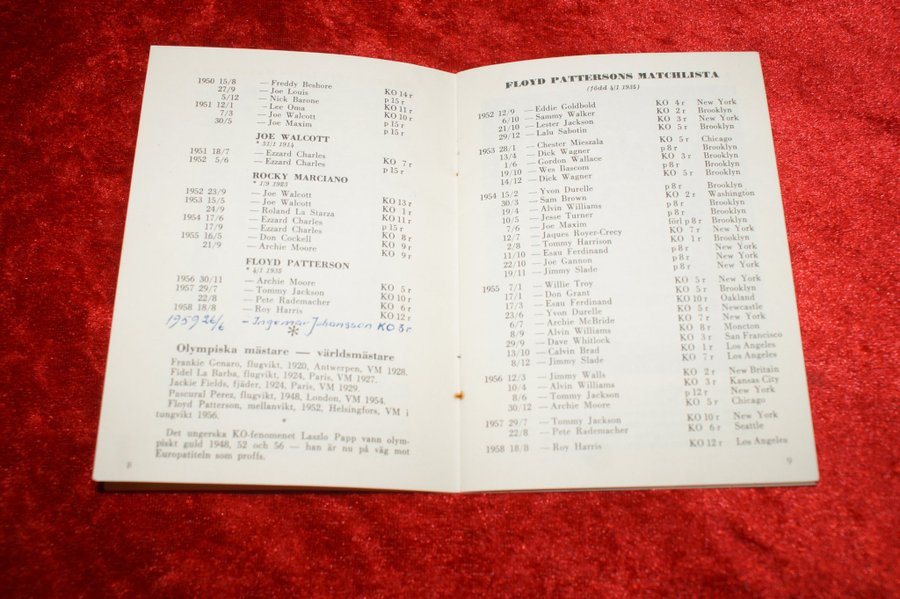 1950 15/8 — Freddy Beshore KO 14 r
27/9 — Joe Louis p 15 r
5/12 — Nick Barone KO 11 r
1951 12/1 — Lee Oma KO 10 r
7/3 — Joe Walcott p 15 r
30/5 — Joe Maxim p 15 r
JOE WALCOTT
* 31/1 1914
1951 18/7 — Ezzard Charles KO 7 r
1952 5/6 — Ezzard Charles p 15 r
ROCKY MARCIANO
* 1/9 1923
1952 23/9 — Joe Walcott KO 13 r
1953 15/5 — Joe Walcott KO 1 r
24/9 — Roland La Starza KO 11 r
1954 17/6 — Ezzard Charles p 15 r
17/9 — Ezzard Charles KO 8 r
1955 16/5 — Don Cockell KO 9 r
21/9 — Archie Moore KO 9 r
FLOYD PATTERSON
* 4/1 1935
1956 30/11 — Archie Moore KO 5 r
1957 29/7 — Tommy Jackson KO 10 r
22/8 — Pete Rademacher KO 6 r
1958 18/8 — Roy Harris KO 12 r
1959 26/6 — Ingemar Johansson KO 3 r
*
Olympiska mästare — världsmästare
Frankie Genaro, flugvikt, 1920, Antwerpen, VM 1928.
Fidel La Barba, flugvikt, 1924, Paris, VM 1927.
Jackie Fields, fjäder, 1924, Paris, VM 1929.
Pascural Perez, flugvikt, 1948, London, VM 1954.
Floyd Patterson, mellanvikt, 1952, Helsingfors, VM i
tungvikt 1956.
*
Det ungerska KO-fenomenet Laszlo Papp vann olym-
piskt guld 1948, 52 och 56 — han är nu på väg mot
Europatiteln som proffs.
8
FLOYD PATTERSONS MATCHLISTA
(född 4/1 1935)
1952 12/9 — Eddie Goldbold KO 4 r New York
6/10 — Sammy Walker KO 2 r Brooklyn
21/10 — Lester Jackson KO 3 r New York
29/12 — Lalu Sabotin KO 5 r Brooklyn
1953 28/1 — Chester Mieszala KO 5 r Chicago
13/4 — Dick Wagner p 8 r Brooklyn
1/6 — Gordon Wallace KO 3 r Brooklyn
19/10 — Wes Bascom p 8 r Brooklyn
14/12 — Dick Wagner KO 5 r Brooklyn
1954 15/2 — Yvon Durelle p 8 r Brooklyn
30/3 — Sam Brown KO 2 r Washington
19/4 — Alvin Williams p 8 r Brooklyn
10/5 — Jesse Turner p 8 r Brooklyn
7/6 — Joe Maxim förl p 8 r Brooklyn
12/7 — Jaques Royer-Crecy KO 7 r New York
2/8 — Tommy Harrison KO 1 r Brooklyn
11/10 — Esau Ferdinand p 8 r New York
22/10 — Joe Gannon p 8 r New York
19/11 — Jimmy Slade p 8 r New York
1955 7/1 — Willie Troy KO 5 r New York
17/1 — Don Grant KO 5 r Brooklyn
17/3 — Esau Ferdinand KO 10 r Oakland
23/6 — Yvon Durelle KO 5 r Newcastle
6/7 — Archie McBride KO 7 r New York
8/9 — Alvin Williams KO 8 r Moncton
29/9 — Dave Whitlock KO 3 r San Francisco
13/10 — Calvin Brad KO 1 r Los Angeles
8/12 — Jimmy Slade KO 7 r Los Angeles
1956 12/3 — Jimmy Walls KO 2 r New Britain
10/4 — Alvin Williams KO 3 r Kansas City
8/6 — Tommy Jackson p 12 r New York
30/12 — Archie Moore KO 5 r Chicago
1957 29/7 — Tommy Jackson KO 10 r New York
22/8 — Pete Rademacher KO 6 r Seattle
1958 18/8 — Roy Harris KO 12 r Los Angeles
9